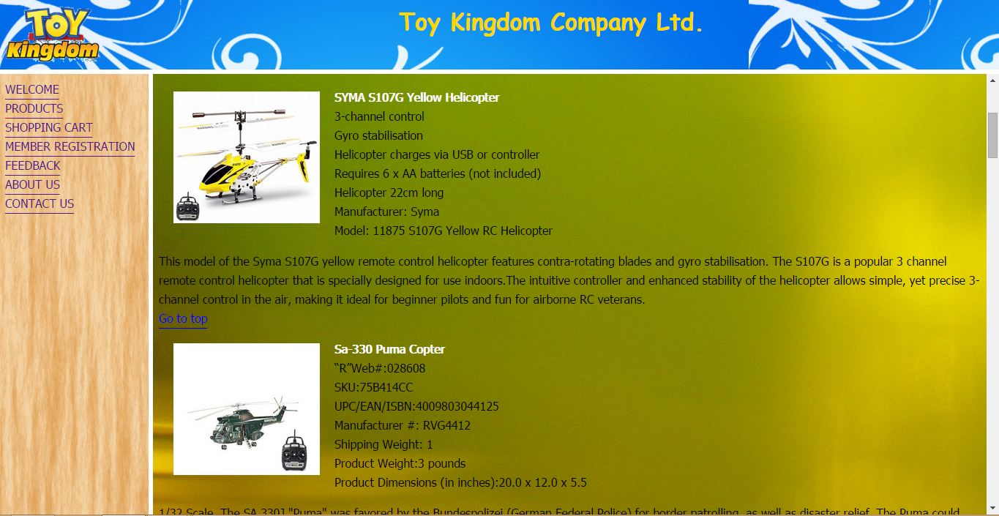 TOY
Kingdom
Toy Kingdom Company Ltd.
WELCOME
PRODUCTS
SHOPPING CART
MEMBER REGISTRATION
FEEDBACK
ABOUT US
CONTACT US
SYMA S107G Yellow Helicopter
3-channel control
Gyro stabilisation
Helicopter charges via USB or controller
Requires 6 x AA batteries (not included)
Helicopter 22cm long
Manufacturer: Syma
Model: 11875 S107G Yellow RC Helicopter
This model of the Syma S107G yellow remote control helicopter features contra-rotating blades and gyro stabilisation. The S107G is a popular 3 channel
remote control helicopter that is specially designed for use indoors.The intuitive controller and enhanced stability of the helicopter allows simple, yet precise 3-
channel control in the air, making it ideal for beginner pilots and fun for airborne RC veterans.
Go to top
Sa-330 Puma Copter
“R”Web#:028608
SKU:75B414CC
UPC/EAN/ISBN:4009803044125
Manufacturer #: RVG4412
Shipping Weight: 1
Product Weight:3 pounds
Product Dimensions (in inches):20.0 x 12.0 x 5.5
1/32 Scale. The SA 330J "Puma" was favored by the Bundespolizei (German Federal Police) for border patrolling, as well as disaster relief. The Puma could